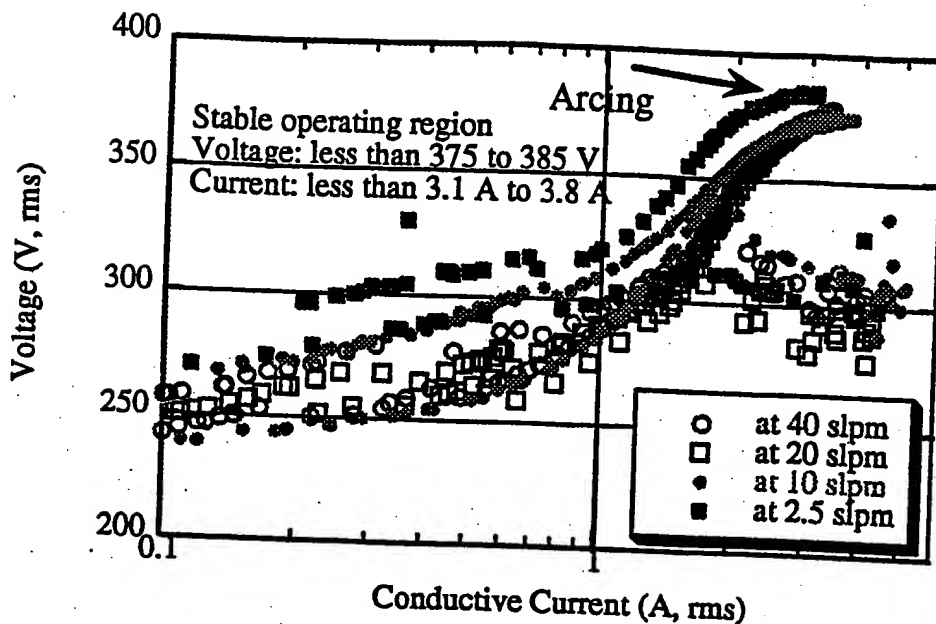 400
Arcing
Stable operating region
Voltage: less than 375 to 385 V
Current: less than 3.1 A to 3.8 A
350
300
250
200
Voltage (V, rms)
at 40 slpm
at 20 slpm
at 10 slpm
at 2.5 slpm
0.1
1
Conductive Current (A, rms)